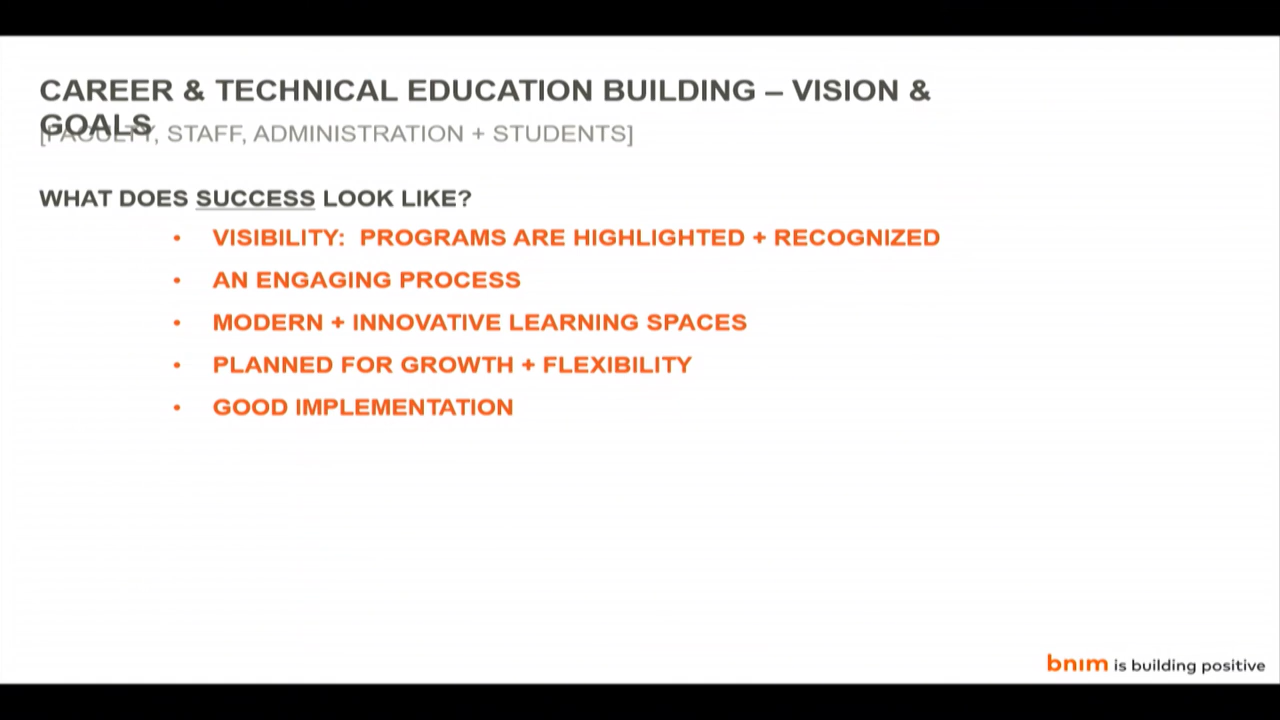 CAREER & TECHNICAL EDUCATION BUILDING – VISION &
GOALS
[FACULTY, STAFF, ADMINISTRATION + STUDENTS]
WHAT DOES SUCCESS LOOK LIKE?
• VISIBILITY: PROGRAMS ARE HIGHLIGHTED + RECOGNIZED
• AN ENGAGING PROCESS
• MODERN + INNOVATIVE LEARNING SPACES
• PLANNED FOR GROWTH + FLEXIBILITY
• GOOD IMPLEMENTATION
bnim is building positive